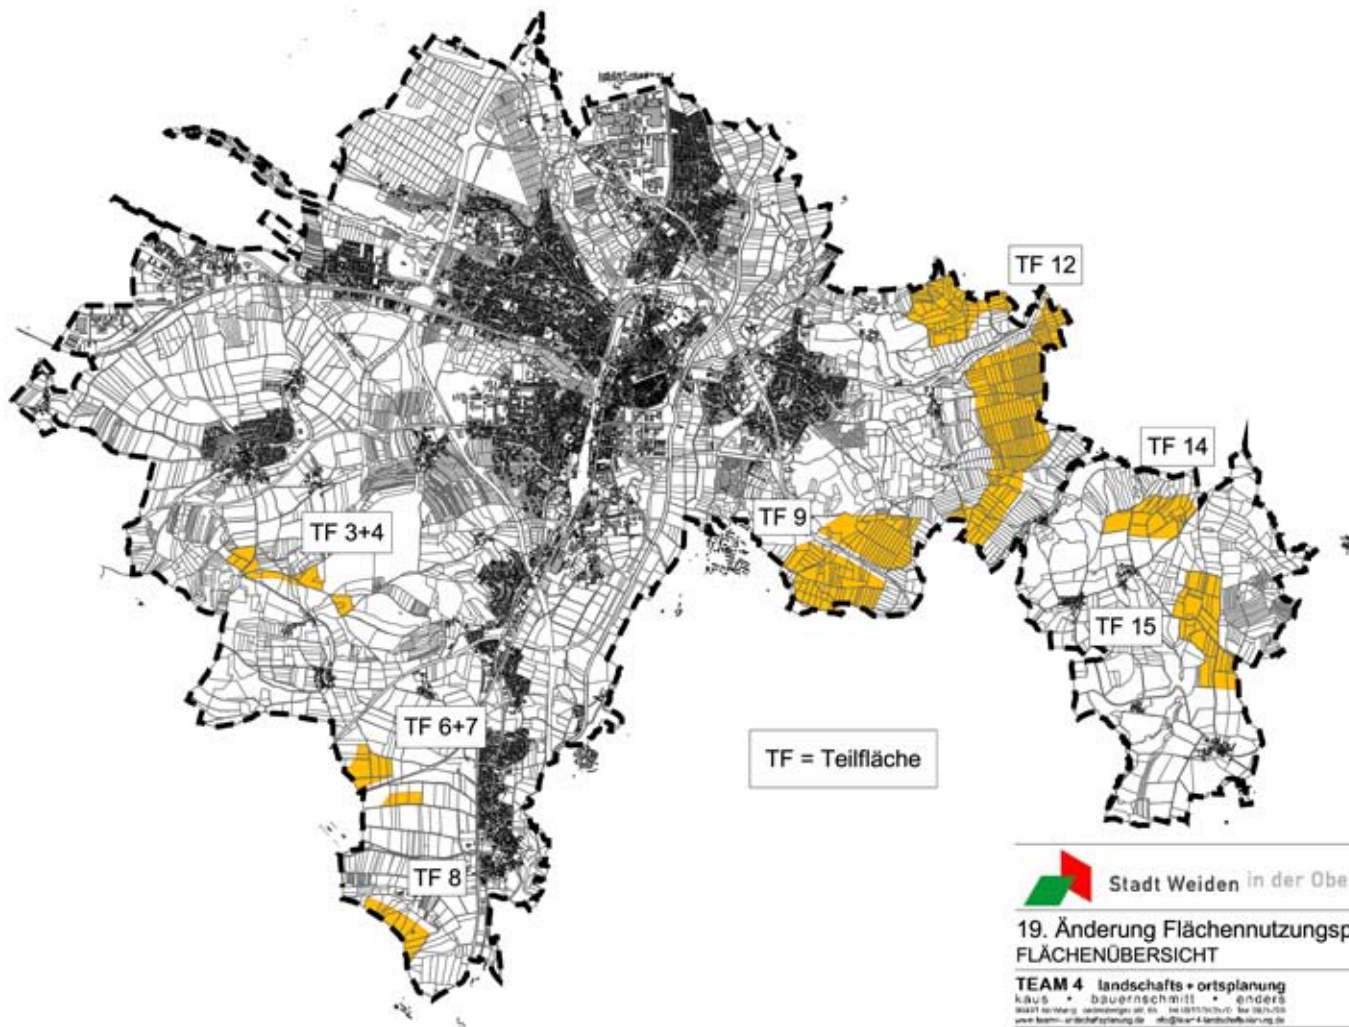 TF 12
TF 14
TF 3+4
TF 9
TF 15
TF 6+7
TF = Teilfläche
TF 8
Stadt Weiden in der Obe
19. Änderung Flächennutzungsp
FLÄCHENÜBERSICHT
TEAM 4 landschafts + ortsplanung
kaus • bauernschmitt • enders